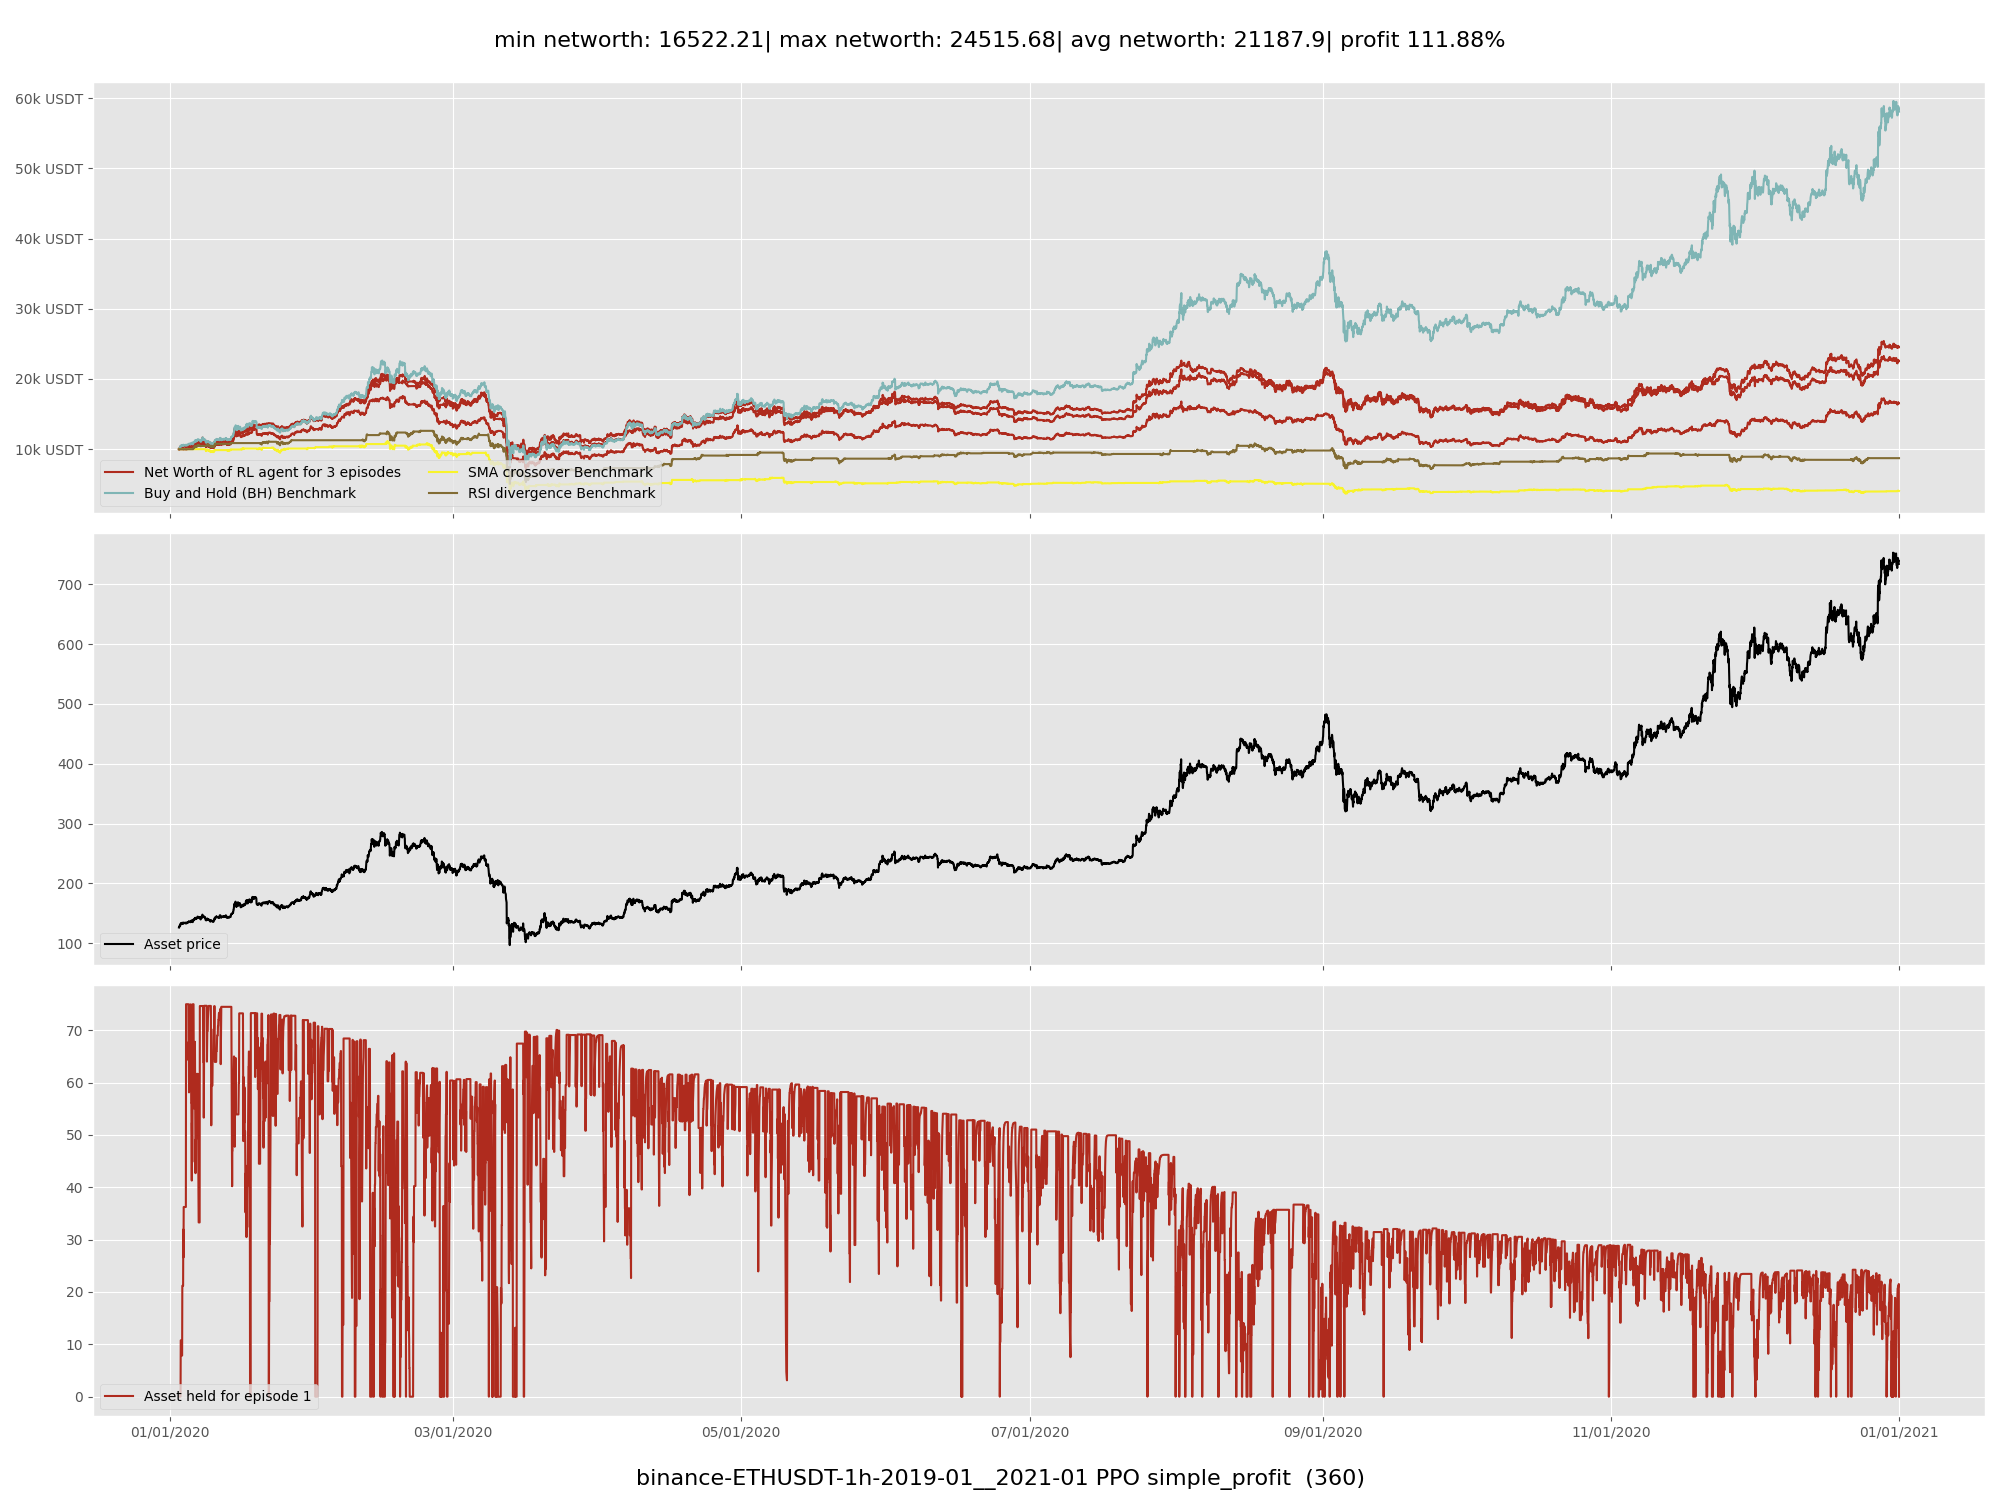 min networth: 16522.21| max networth: 24515.68| avg networth: 21187.9| profit 111.88%
60k USDT
50k USDT
40k USDT
30k USDT
20k USDT
10k USDT
Net Worth of RL agent for 3 episodes
Buy and Hold (BH) Benchmark
SMA crossover Benchmark
RSI divergence Benchmark
700
600
500
400
300
200
100
Asset price
70
60
50
40
30
20
10
0
Asset held for episode 1
01/01/2020 03/01/2020 05/01/2020 07/01/2020 09/01/2020 11/01/2020 01/01/2021
binance-ETHUSDT-1h-2019-01__2021-01 PPO simple_profit  (360)